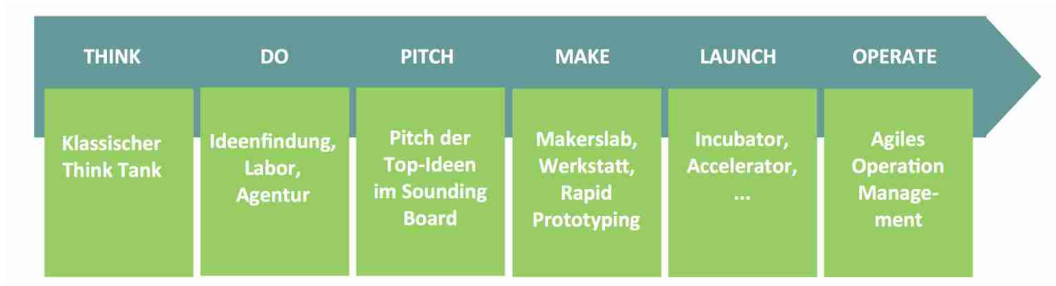 THINK
DO
PITCH
MAKE
LAUNCH
OPERATE
Klassischer
Think Tank
Ideenfindung,
Labor,
Agentur
Pitch der
Top-Ideen
im Sounding
Board
Makerslab,
Werkstatt,
Rapid
Prototyping
Incubator,
Accelerator,
...
Agiles
Operation
Manage-
ment